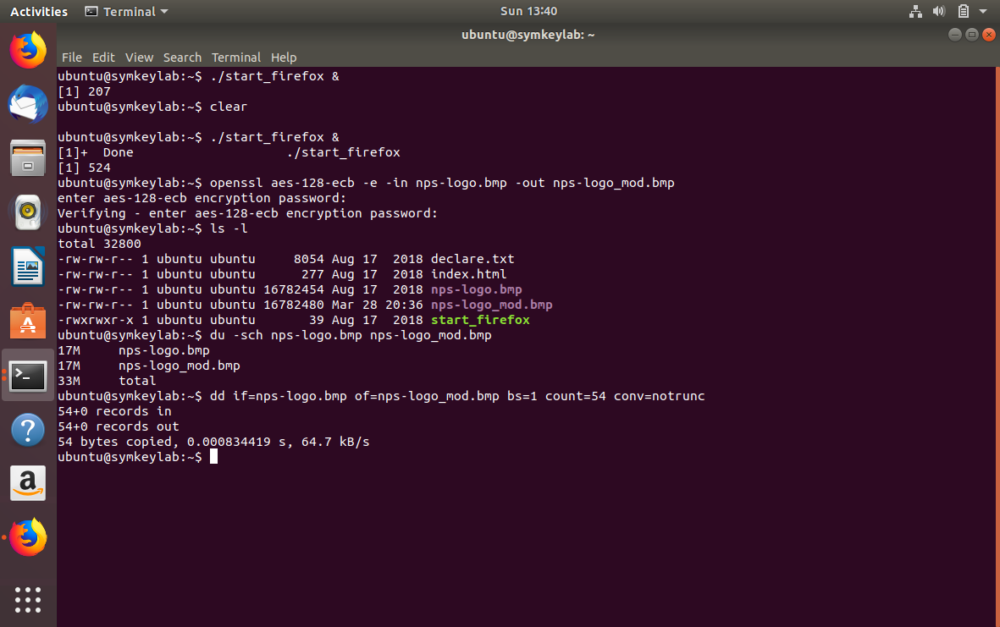 Activities Terminal Sun 13:40
ubuntu@symkeylab: ~
File Edit View Search Terminal Help
ubuntu@symkeylab:~$ ./start_firefox &
[1] 207
ubuntu@symkeylab:~$ clear
ubuntu@symkeylab:~$ ./start_firefox &
[1]+  Done                    ./start_firefox
[1] 524
ubuntu@symkeylab:~$ openssl aes-128-ecb -e -in nps-logo.bmp -out nps-logo_mod.bmp
enter aes-128-ecb encryption password:
Verifying - enter aes-128-ecb encryption password:
ubuntu@symkeylab:~$ ls -l
total 32800
-rw-rw-r-- 1 ubuntu ubuntu     8054 Aug 17  2018 declare.txt
-rw-rw-r-- 1 ubuntu ubuntu      277 Aug 17  2018 index.html
-rw-rw-r-- 1 ubuntu ubuntu 16782454 Aug 17  2018 nps-logo.bmp
-rw-rw-r-- 1 ubuntu ubuntu 16782480 Mar 28 20:36 nps-logo_mod.bmp
-rwxrwxr-x 1 ubuntu ubuntu       39 Aug 17  2018 start_firefox
ubuntu@symkeylab:~$ du -sch nps-logo.bmp nps-logo_mod.bmp
17M     nps-logo.bmp
17M     nps-logo_mod.bmp
33M     total
ubuntu@symkeylab:~$ dd if=nps-logo.bmp of=nps-logo_mod.bmp bs=1 count=54 conv=notrunc
54+0 records in
54+0 records out
54 bytes copied, 0.000834419 s, 64.7 kB/s
ubuntu@symkeylab:~$